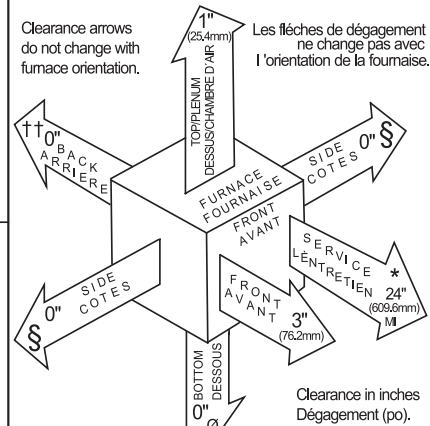 Clearance arrows
do not change with
furnace orientation.
Les fléches de dégagement
ne change pas avec
l 'orientation de la fournaise.
1"
(25.4mm)
TOP/PLENUM
DESSUS/CHAMBRE D'AIR
††0"
BACK
ARRIÈRE
SIDE
COTES
0" §
FURNACE
FOURNAISE
FRONT
AVANT
SERVICE
L'ENTRETIEN
*
24"
(609.6mm)
MI
§
0"
SIDE
COTES
FRONT
AVANT
3"
(76.2mm)
BOTTOM
DESSOUS
0"
Ø
Clearance in inches
Dégagement (po).